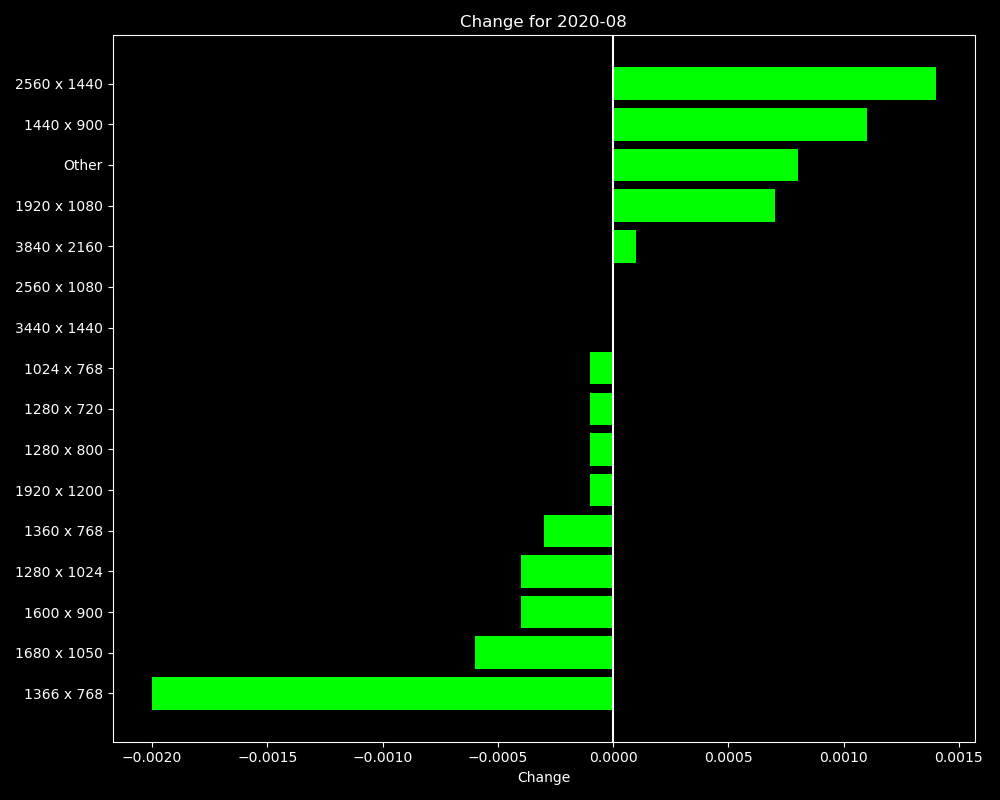 Change for 2020-08
2560 x 1440
1440 x 900
Other
1920 x 1080
3840 x 2160
2560 x 1080
3440 x 1440
1024 x 768
1280 x 720
1280 x 800
1920 x 1200
1360 x 768
1280 x 1024
1600 x 900
1680 x 1050
1366 x 768
−0.0020 −0.0015 −0.0010 −0.0005 0.0000 0.0005 0.0010 0.0015
Change